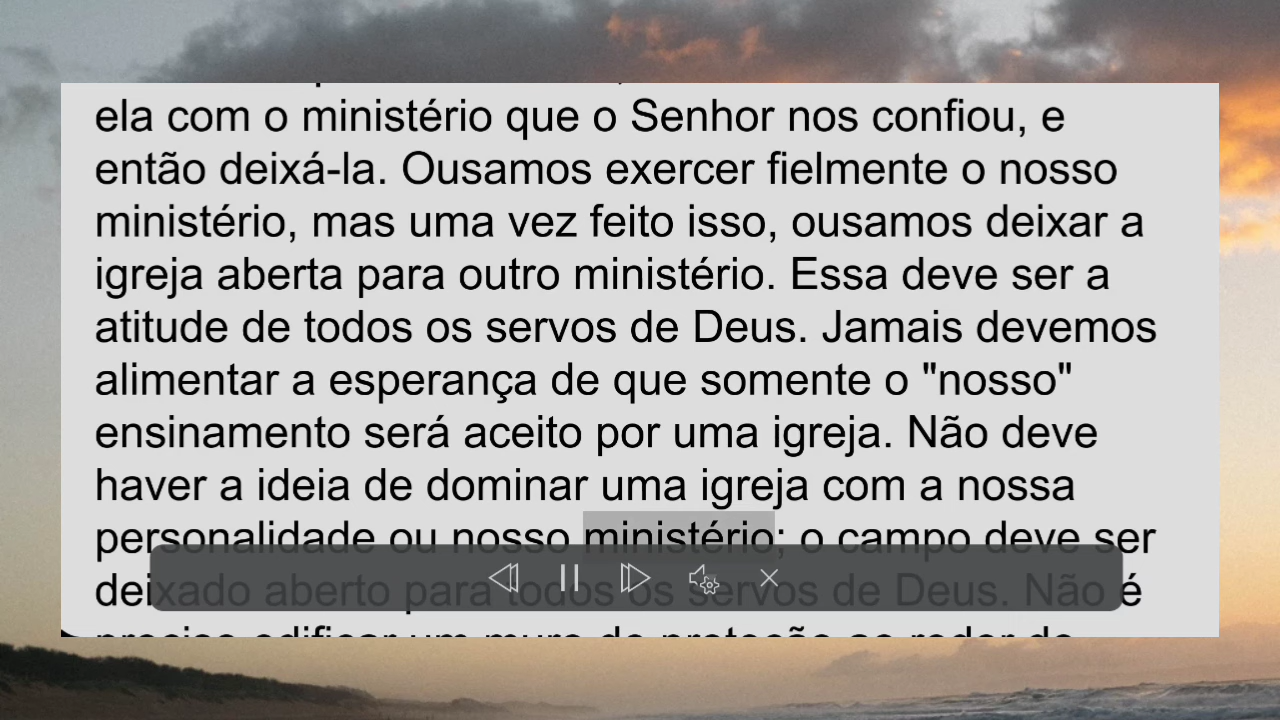 ela com o ministério que o Senhor nos confiou, e
então deixá-la. Ousamos exercer fielmente o nosso
ministério, mas uma vez feito isso, ousamos deixar a
igreja aberta para outro ministério. Essa deve ser a
atitude de todos os servos de Deus. Jamais devemos
alimentar a esperança de que somente o "nosso"
ensinamento será aceito por uma igreja. Não deve
haver a ideia de dominar uma igreja com a nossa
personalidade ou nosso ministério; o campo deve ser
deixado aberto para todos os servos de Deus. Não é